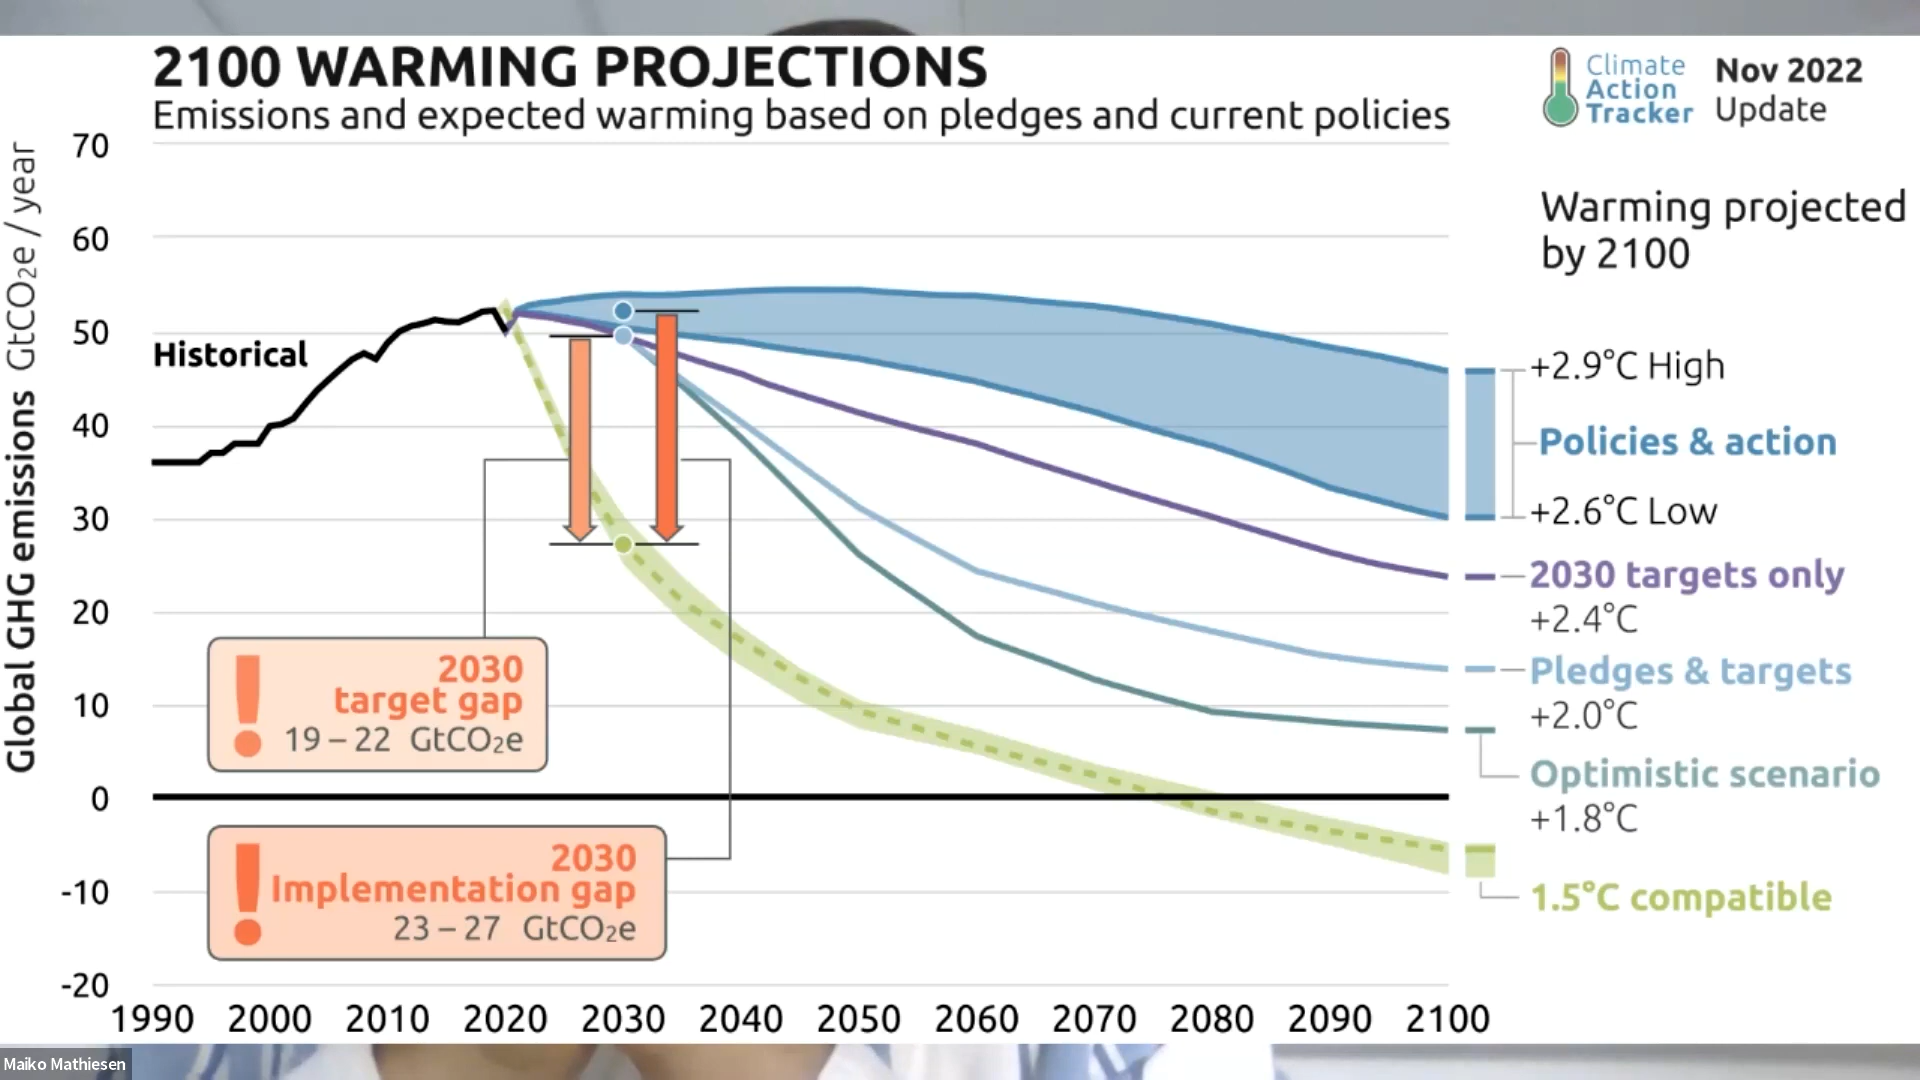 2100 WARMING PROJECTIONS
Emissions and expected warming based on pledges and current policies
Climate
Action
Tracker
Nov 2022
Update
Global GHG emissions GtCO₂e / year
70
60
50
40
30
20
10
0
-10
-20
1990 2000 2010 2020 2030 2040 2050 2060 2070 2080 2090 2100
Historical
2030
target gap
19 – 22 GtCO₂e
2030
Implementation gap
23 – 27 GtCO₂e
Warming projected
by 2100
+2.9°C High
Policies & action
+2.6°C Low
2030 targets only
+2.4°C
Pledges & targets
+2.0°C
Optimistic scenario
+1.8°C
1.5°C compatible
Maiko Mathiesen